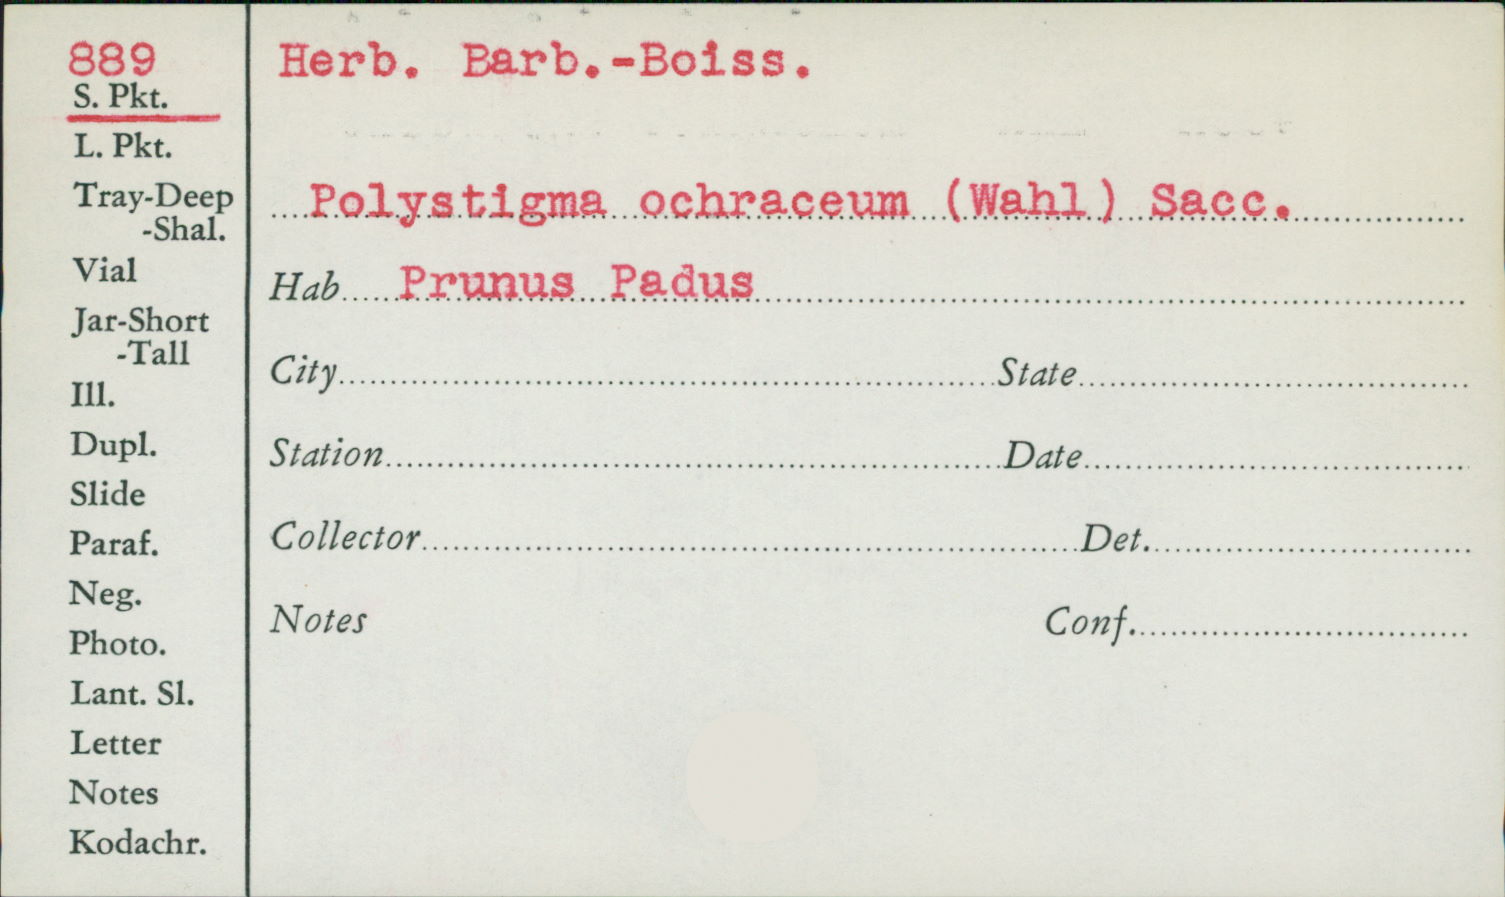 889
S. Pkt.
L. Pkt.
Tray-Deep
-Shal.
Vial
Jar-Short
-Tall
Ill.
Dupl.
Slide
Paraf.
Neg.
Photo.
Lant. Sl.
Letter
Notes
Kodachr.
Herb. Barb.-Boiss.
Polystigma ochraceum (Wahl) Sacc.
Hab Prunus Padus
City State
Station Date
Collector Det.
Notes Conf.